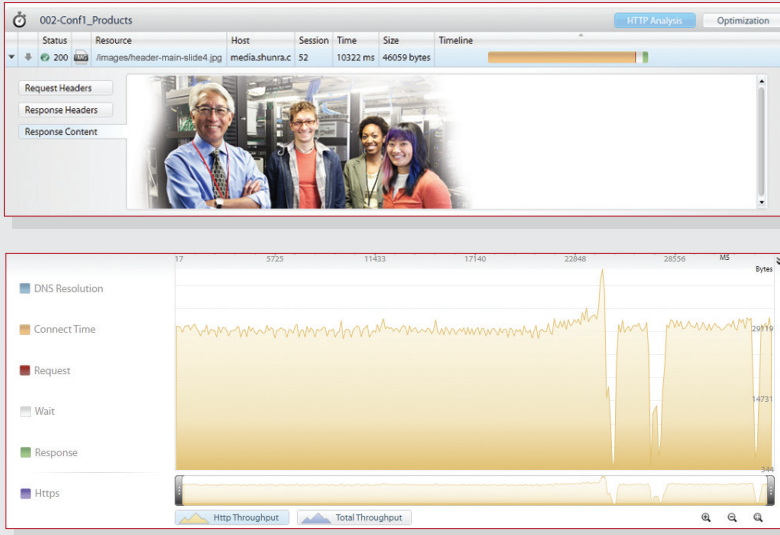 002-Conf1_Products
HTTP Analysis Optimization
Status Resource Host Session Time Size Timeline
200 /images/header-main-slide4.jpg media.shunra.c 52 10322 ms 46059 bytes
Request Headers
Response Headers
Response Content
17 5725 11433 17140 22848 28556 MS
Bytes
DNS Resolution
Connect Time
29119
Request
Wait
14731
Response
344
Https
Http Throughput Total Throughput